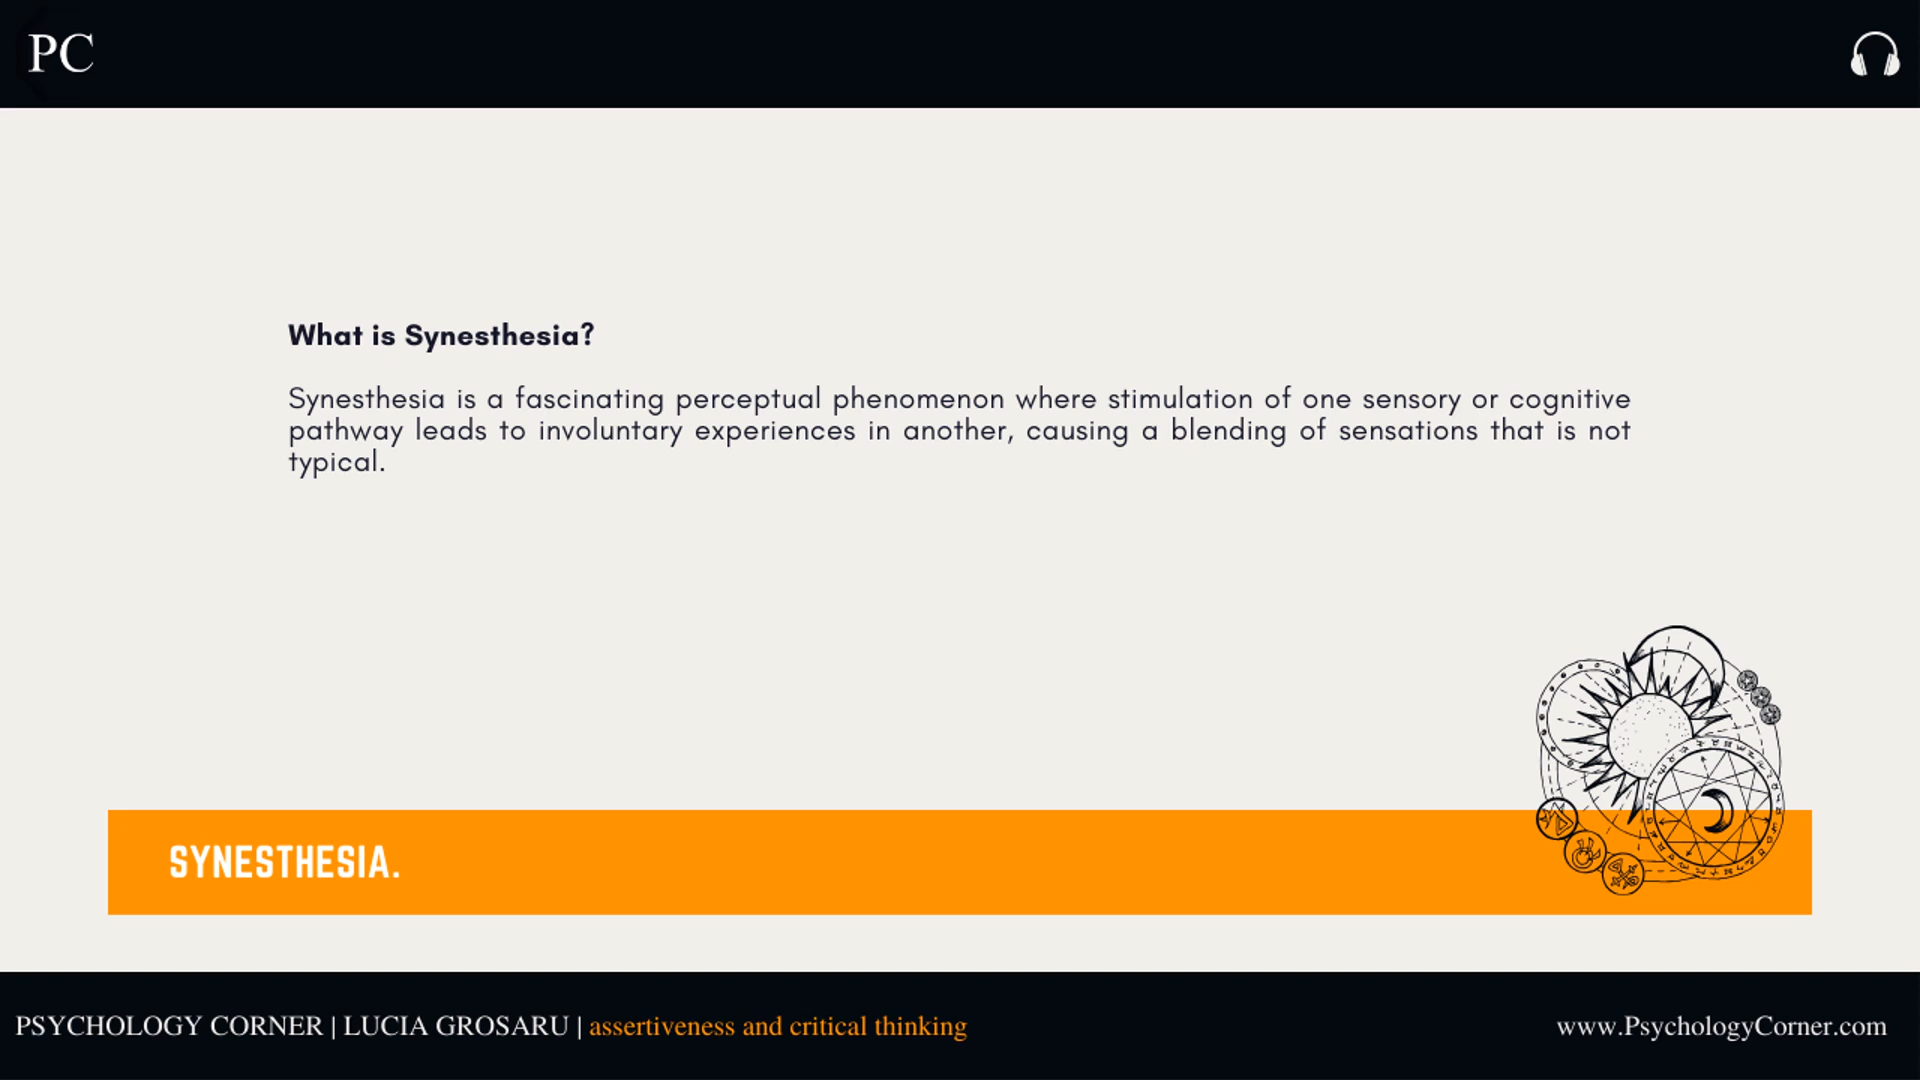 PC
What is Synesthesia?
Synesthesia is a fascinating perceptual phenomenon where stimulation of one sensory or cognitive
pathway leads to involuntary experiences in another, causing a blending of sensations that is not
typical.
SYNESTHESIA.
PSYCHOLOGY CORNER | LUCIA GROSARU | assertiveness and critical thinking
www.PsychologyCorner.com